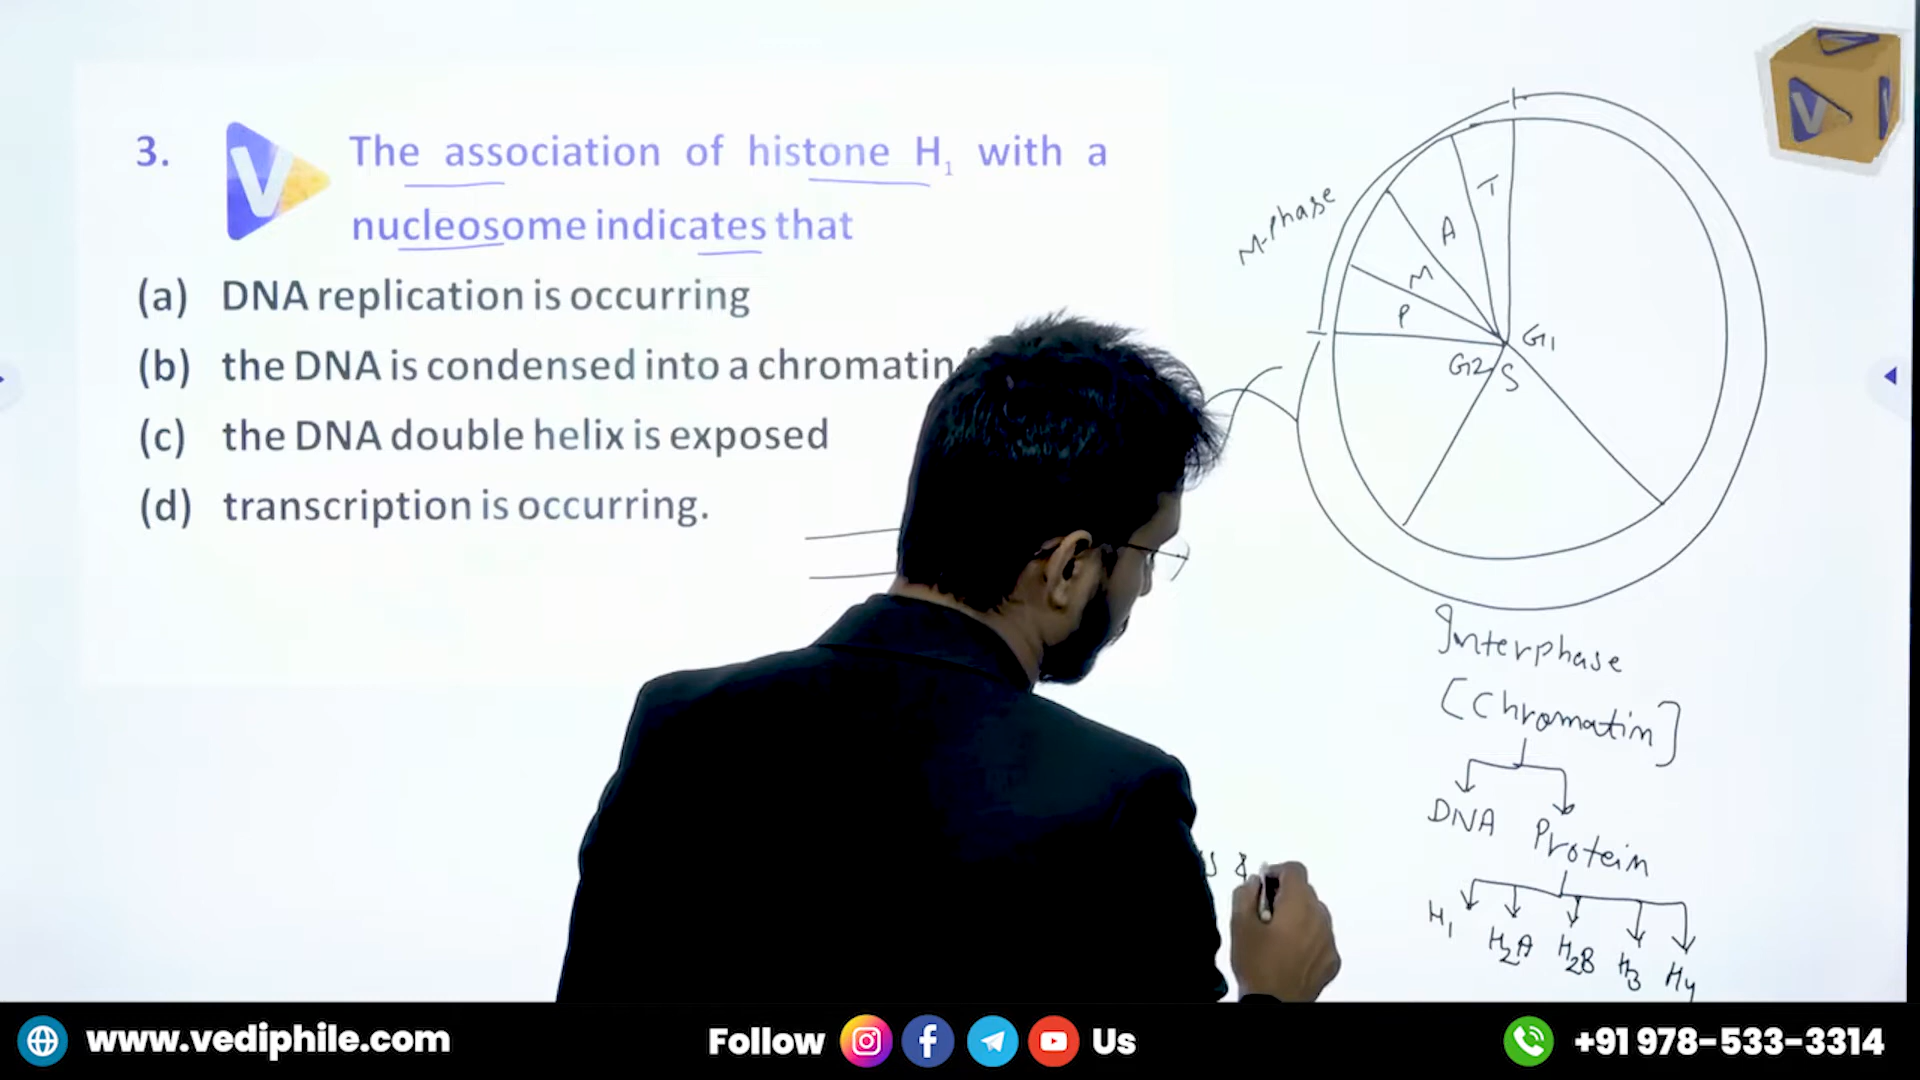 3. The association of histone H₁ with a
nucleosome indicates that
(a) DNA replication is occurring
(b) the DNA is condensed into a chromatin
(c) the DNA double helix is exposed
(d) transcription is occurring.
M-Phase
T
A
M
P
G1
G2
S
Interphase
[Chromatin]
DNA Protein
H1 H2A H2B H3 H4
www.vediphile.com
Follow Us
+91 978-533-3314